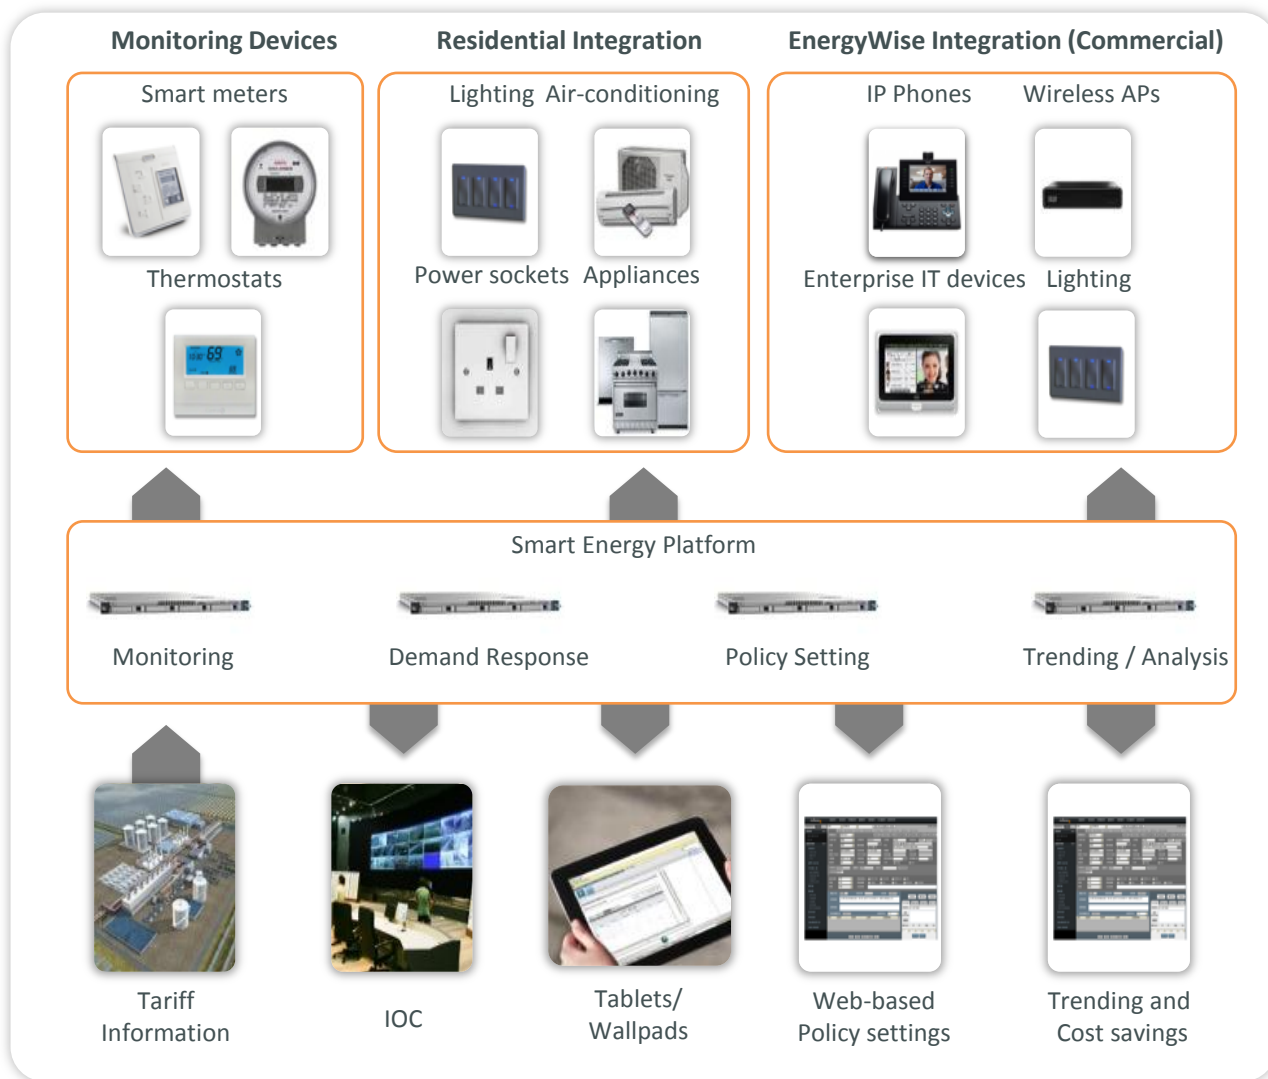 Monitoring Devices
Residential Integration
EnergyWise Integration (Commercial)
Smart meters
Lighting Air-conditioning
IP Phones
Wireless APs
Thermostats
Power sockets
Appliances
Enterprise IT devices
Lighting
69
Smart Energy Platform
Monitoring
Demand Response
Policy Setting
Trending / Analysis
Tariff
Information
IOC
Tablets/
Wallpads
Web-based
Policy settings
Trending and
Cost savings